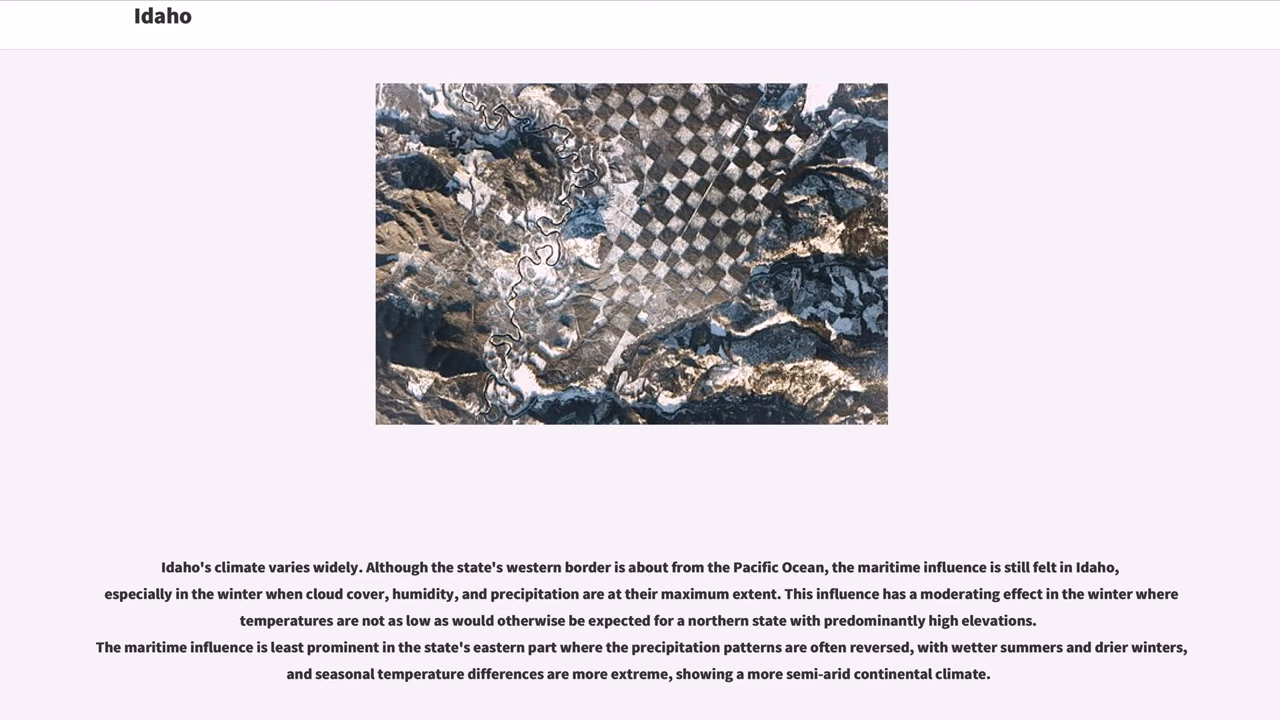 Idaho
Idaho's climate varies widely. Although the state's western border is about from the Pacific Ocean, the maritime influence is still felt in Idaho,
especially in the winter when cloud cover, humidity, and precipitation are at their maximum extent. This influence has a moderating effect in the winter where
temperatures are not as low as would otherwise be expected for a northern state with predominantly high elevations.
The maritime influence is least prominent in the state's eastern part where the precipitation patterns are often reversed, with wetter summers and drier winters,
and seasonal temperature differences are more extreme, showing a more semi-arid continental climate.